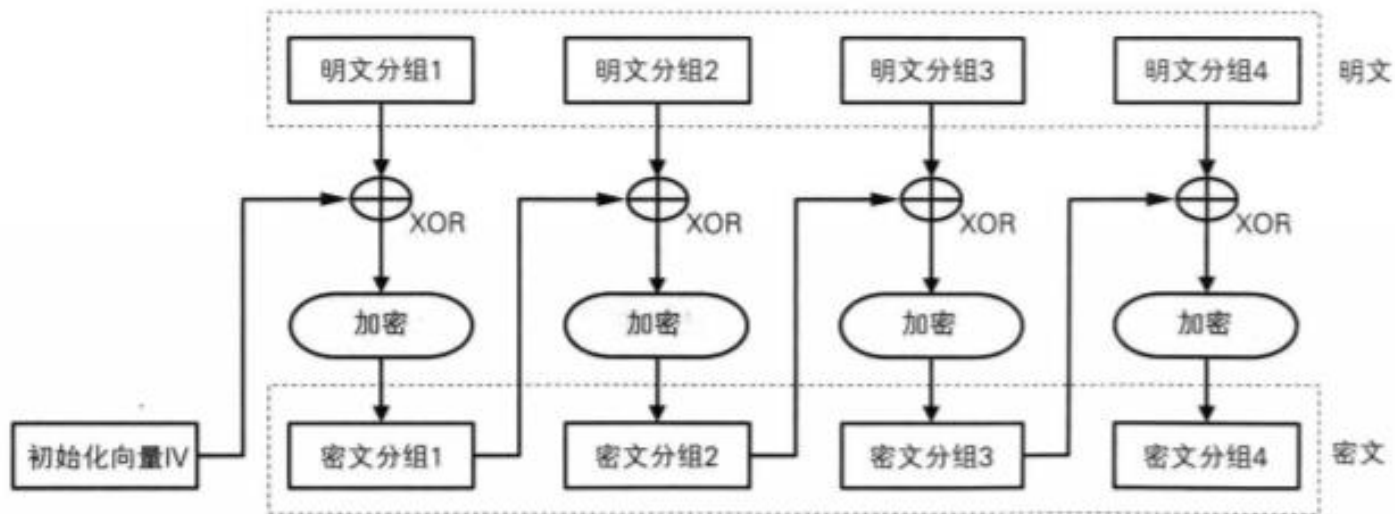 明文分组1 明文分组2 明文分组3 明文分组4 明文
XOR XOR XOR XOR
加密 加密 加密 加密
初始化向量IV 密文分组1 密文分组2 密文分组3 密文分组4 密文